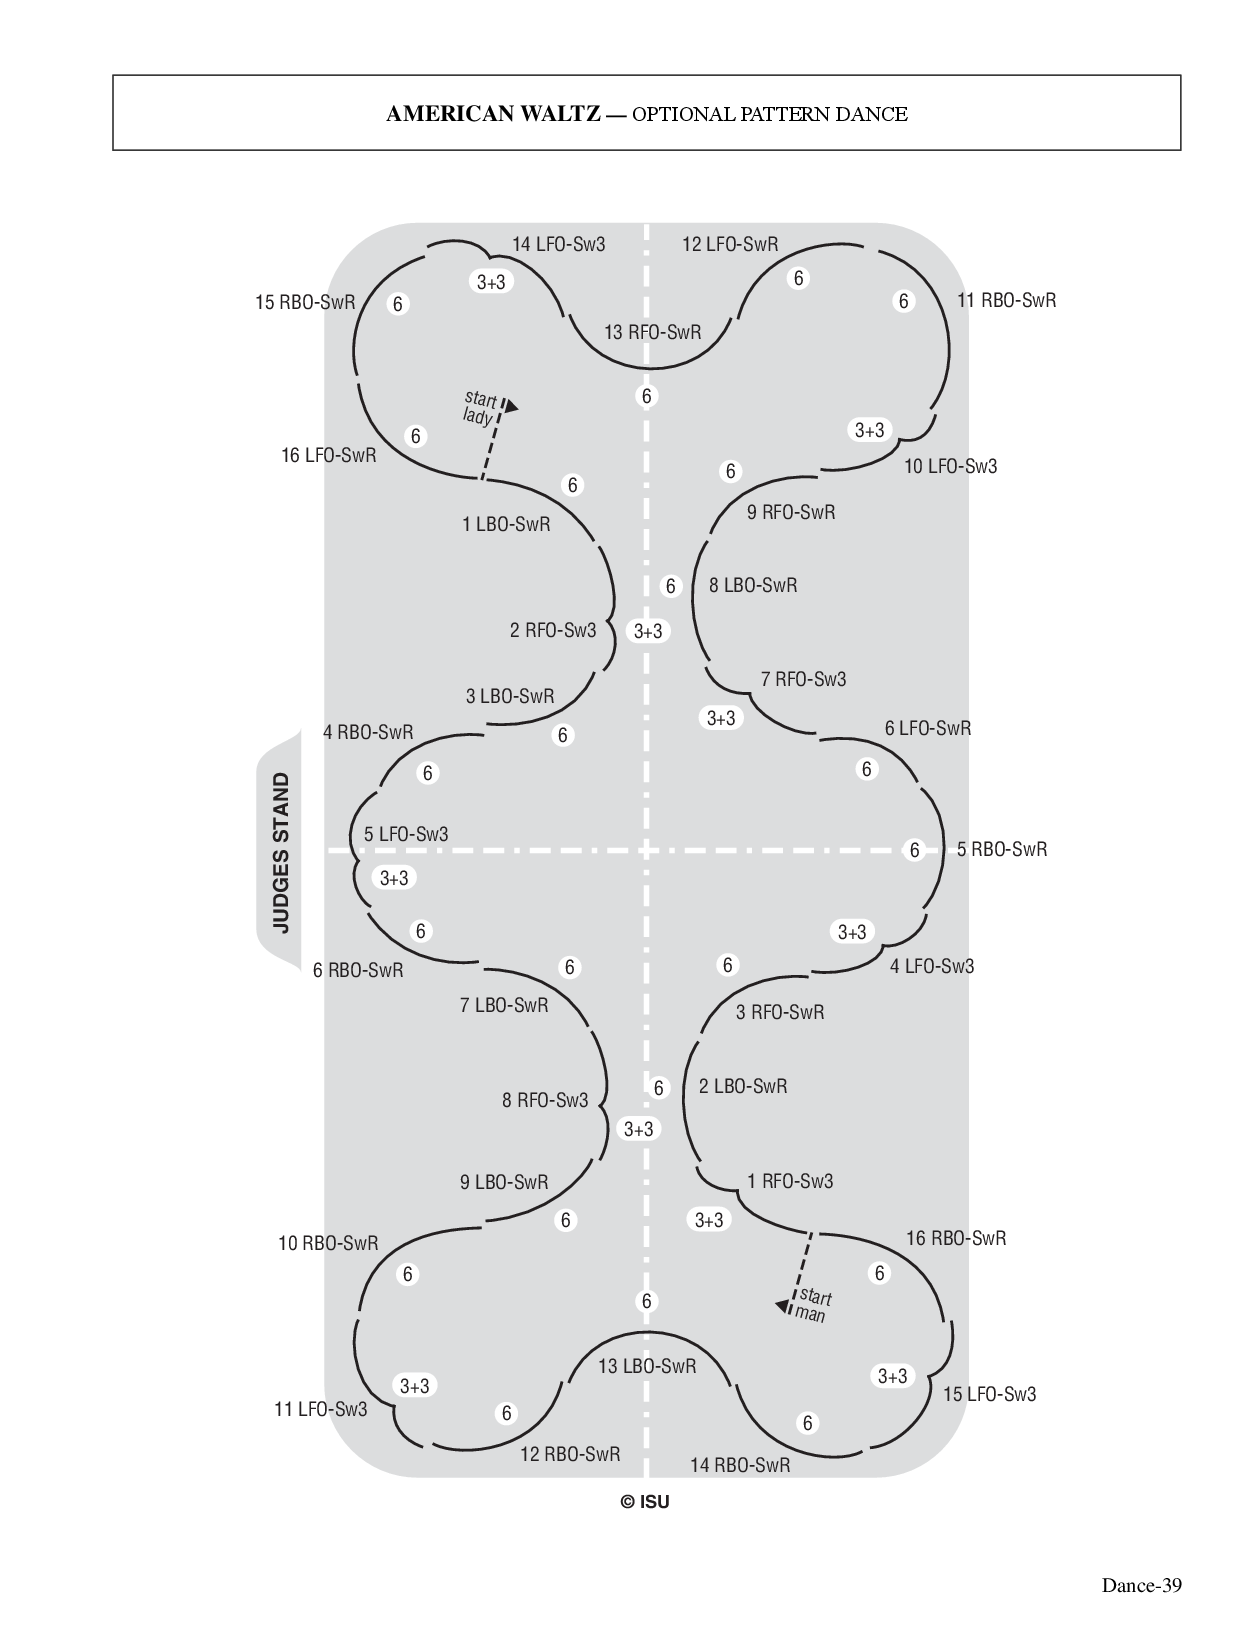 AMERICAN WALTZ — OPTIONAL PATTERN DANCE
14 LFO-Sw3
12 LFO-SwR
3+3
6
15 RBO-SwR
6
6
11 RBO-SwR
13 RFO-SwR
6
start
lady
3+3
6
16 LFO-SwR
10 LFO-Sw3
6
6
1 LBO-SwR
9 RFO-SwR
6
8 LBO-SwR
2 RFO-Sw3
3+3
7 RFO-Sw3
3 LBO-SwR
3+3
4 RBO-SwR
6
6 LFO-SwR
6
6
JUDGES STAND
5 LFO-Sw3
6
5 RBO-SwR
3+3
6
3+3
6 RBO-SwR
6
6
4 LFO-Sw3
7 LBO-SwR
3 RFO-SwR
6
2 LBO-SwR
8 RFO-Sw3
3+3
9 LBO-SwR
1 RFO-Sw3
6
3+3
10 RBO-SwR
16 RBO-SwR
6
6
6
start
man
13 LBO-SwR
3+3
3+3
15 LFO-Sw3
11 LFO-Sw3
6
6
12 RBO-SwR
14 RBO-SwR
© ISU
Dance-39